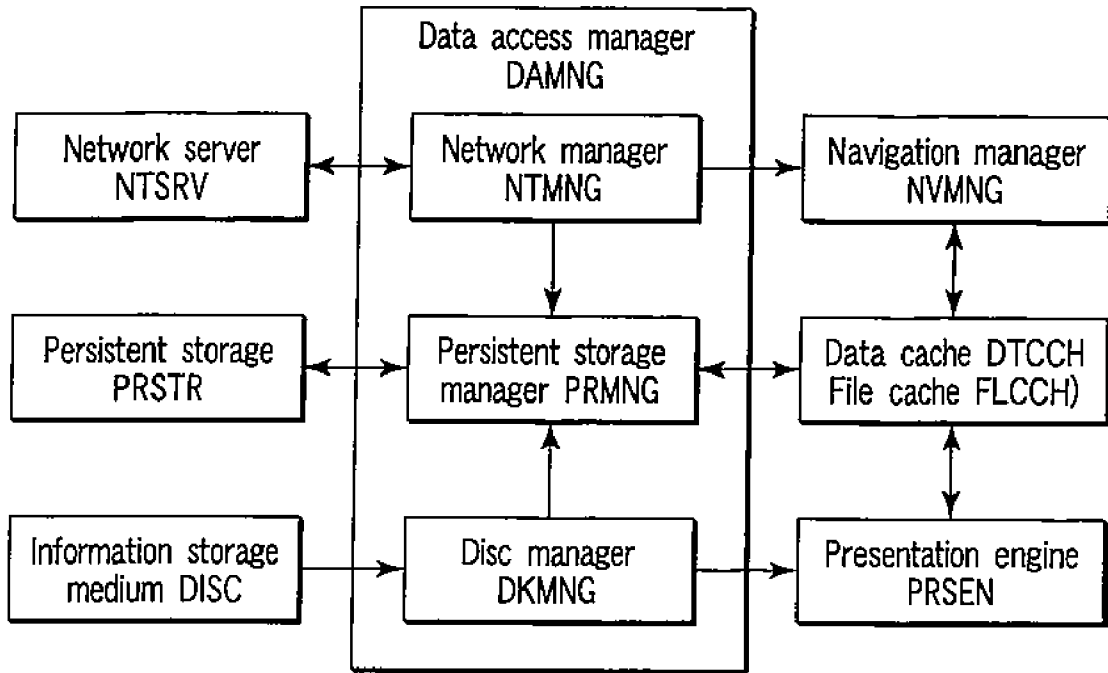 Data access manager
DAMNG
Network server
NTSRV
Network manager
NTMNG
Navigation manager
NVMNG
Persistent storage
PRSTR
Persistent storage
manager PRMNG
Data cache DTCCH
File cache FLCCH)
Information storage
medium DISC
Disc manager
DKMNG
Presentation engine
PRSEN